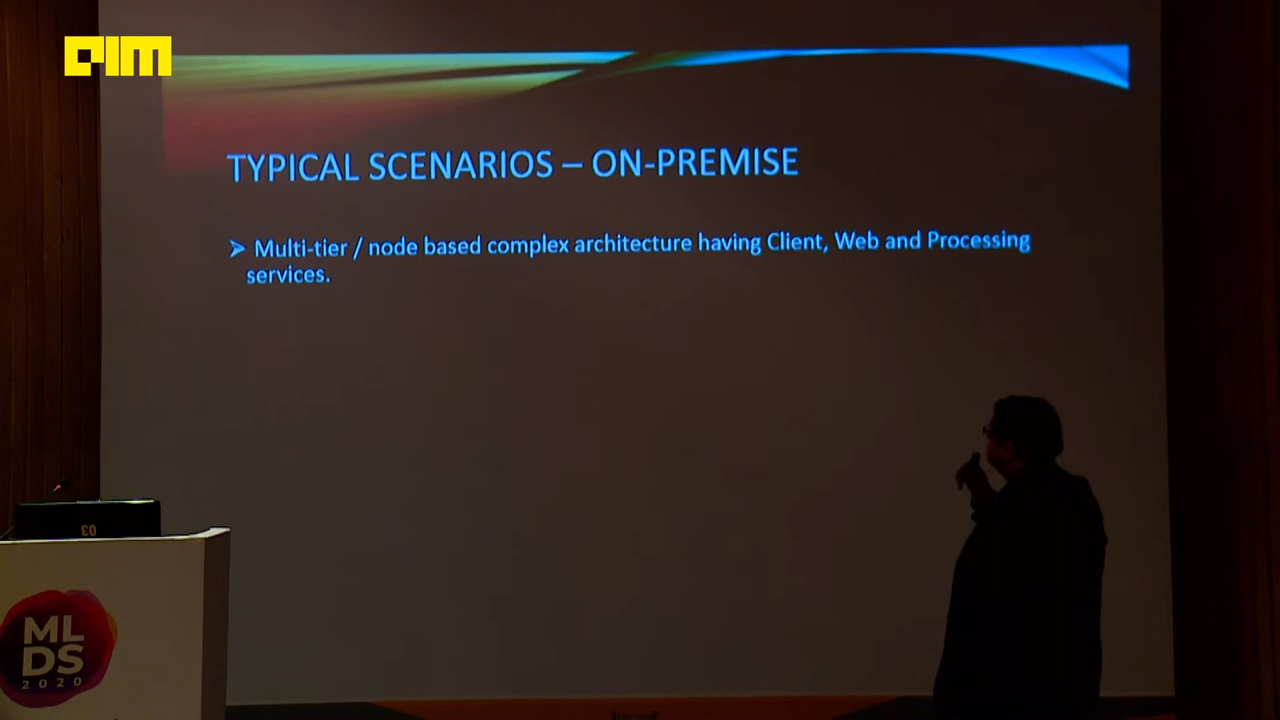 AIM
TYPICAL SCENARIOS – ON-PREMISE
➢ Multi-tier / node based complex architecture having Client, Web and Processing
services.
03
ML
DS
2020